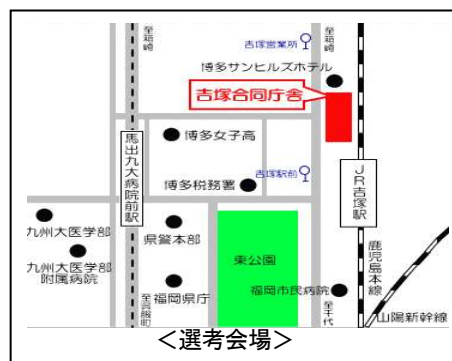 至箱崎
至箱崎
吉塚営業所
博多サンヒルズホテル
吉塚合同庁舎
博多女子高
馬出九大病院前駅
吉塚駅前
JR吉塚駅
博多税務署
九州大医学部
県警本部
九州大医学部
附属病院
東公園
鹿児島本線
福岡県庁
至呉服町
福岡市民病院
至千代
山陽新幹線
<選考会場>